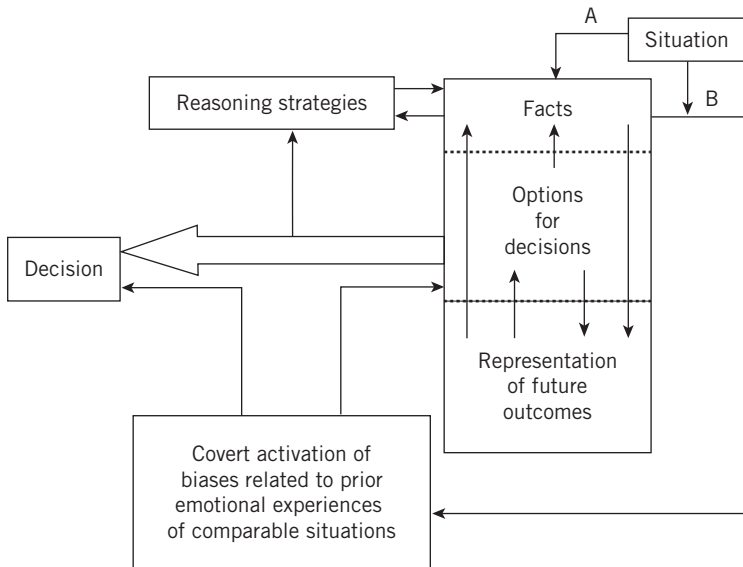 A
Situation
B
Reasoning strategies
Facts
Options
for
decisions
Decision
Representation
of future
outcomes
Covert activation of
biases related to prior
emotional experiences
of comparable situations